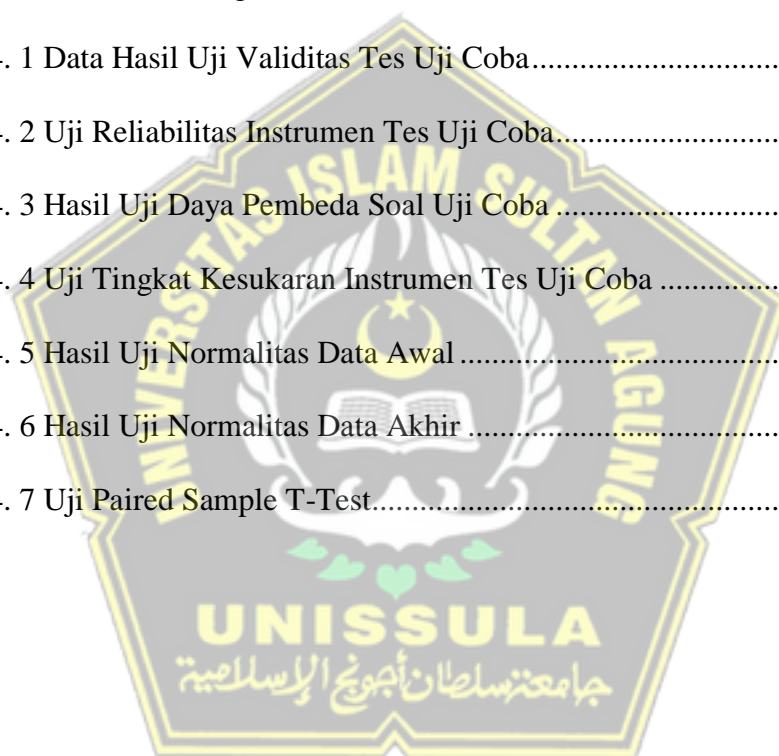 . 1 Data Hasil Uji Validitas Tes Uji Coba..............................
. 2 Uji Reliabilitas Instrumen Tes Uji Coba...........................
. 3 Hasil Uji Daya Pembeda Soal Uji Coba ...........................
. 4 Uji Tingkat Kesukaran Instrumen Tes Uji Coba ...............
. 5 Hasil Uji Normalitas Data Awal .......................................
. 6 Hasil Uji Normalitas Data Akhir ......................................
. 7 Uji Paired Sample T-Test..................................................
UNIVERSITAS ISLAM SULTAN AGUNG
UNISSULA
جامعة سلطان أجونج الإسلامية